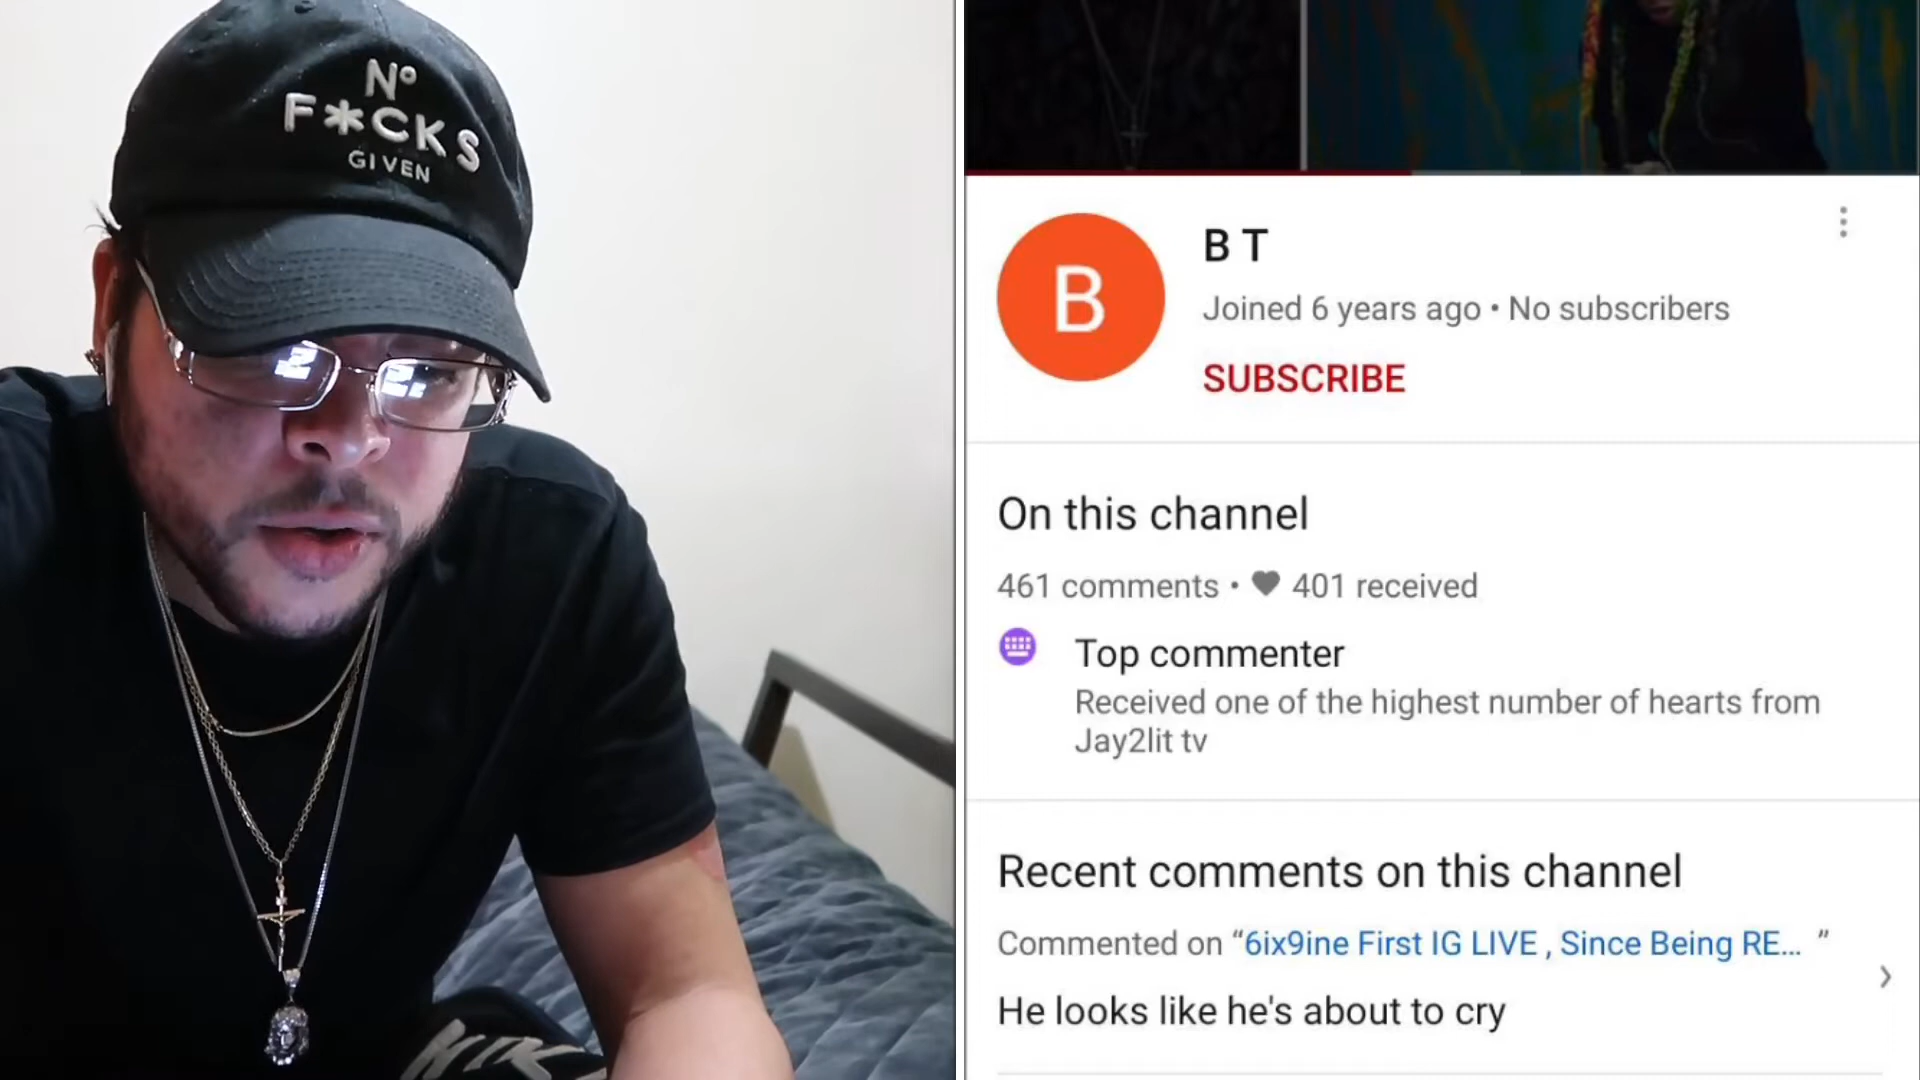 Nº
F*CKS
GIVEN
B
B T
Joined 6 years ago • No subscribers
SUBSCRIBE
On this channel
461 comments • ♥ 401 received
Top commenter
Received one of the highest number of hearts from
Jay2lit tv
Recent comments on this channel
Commented on “6ix9ine First IG LIVE , Since Being RE... ”
He looks like he's about to cry